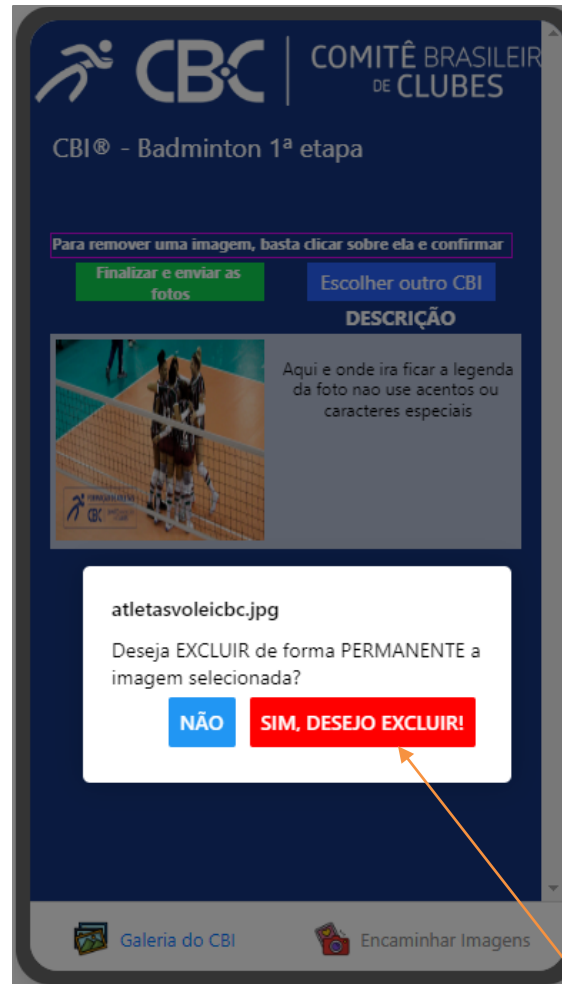 CBC
COMITÊ BRASILEIR
DE CLUBES
CBI® - Badminton 1ª etapa
Para remover uma imagem, basta clicar sobre ela e confirmar
Finalizar e enviar as
fotos
Escolher outro CBI
DESCRIÇÃO
Aqui e onde ira ficar a legenda
da foto nao use acentos ou
caracteres especiais
CBC
atletasvoleicbc.jpg
Deseja EXCLUIR de forma PERMANENTE a
imagem selecionada?
NÃO
SIM, DESEJO EXCLUIR!
Galeria do CBI
Encaminhar Imagens